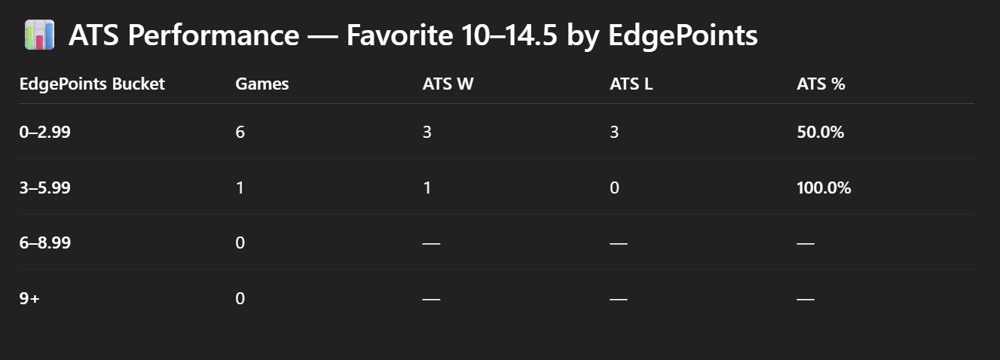 ATS Performance — Favorite 10–14.5 by EdgePoints
EdgePoints Bucket Games ATS W ATS L ATS %
0–2.99 6 3 3 50.0%
3–5.99 1 1 0 100.0%
6–8.99 0 — — —
9+ 0 — — —